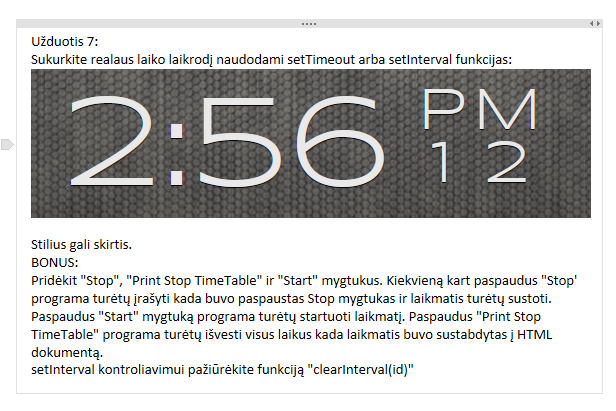 Užduotis 7:
Sukurkite realaus laiko laikrodį naudodami setTimeout arba setInterval funkcijas:
2:56 PM
12
Stilius gali skirtis.
BONUS:
Pridėkit "Stop", "Print Stop TimeTable" ir "Start" mygtukus. Kiekvieną kart paspaudus "Stop'
programa turėtų įrašyti kada buvo paspaustas Stop mygtukas ir laikmatis turėtų sustoti.
Paspaudus "Start" mygtuką programa turėtų startuoti laikmatį. Paspaudus "Print Stop
TimeTable" programa turėtų išvesti visus laikus kada laikmatis buvo sustabdytas į HTML
dokumentą.
setInterval kontroliavimui pažiūrėkite funkciją "clearInterval(id)"